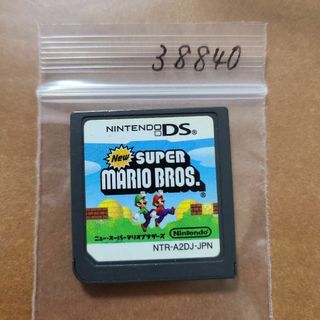 38840
NINTENDO DS®
New SUPER
MARIO BROS.®
ニュー・スーパーマリオブラザーズ
Nintendo
NTR-A2DJ-JPN